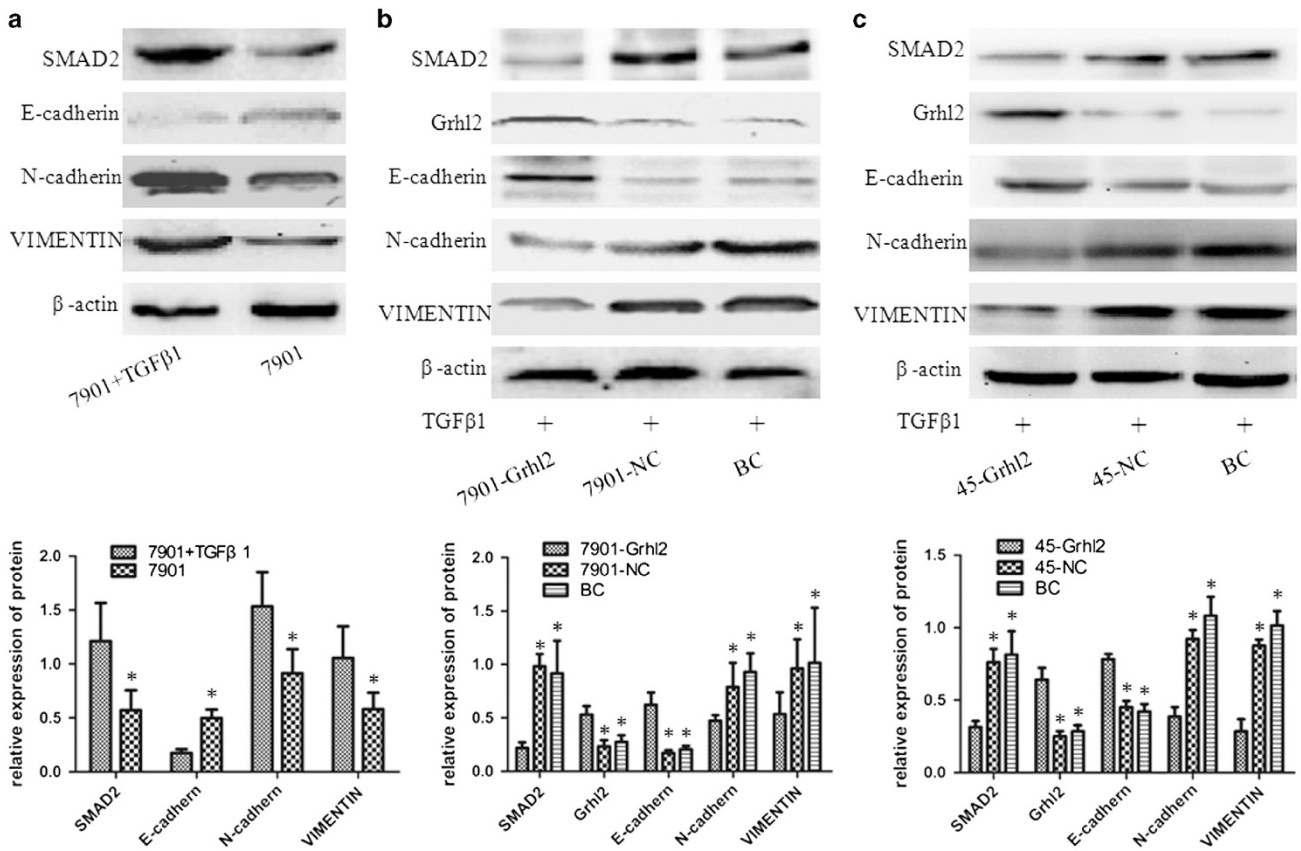 a
SMAD2
E-cadherin
N-cadherin
VIMENTIN
β-actin
7901+TGFβ1
7901
b
SMAD2
Grhl2
E-cadherin
N-cadherin
VIMENTIN
β-actin
TGFβ1 + + +
7901-Grhl2
7901-NC
BC
c
SMAD2
Grhl2
E-cadherin
N-cadherin
VIMENTIN
β-actin
TGFβ1 + + +
45-Grhl2
45-NC
BC
relative expression of protein
2.0
1.5
1.0
0.5
0.0
7901+TGFβ 1
7901
* * * *
SMAD2
E-cadhern
N-cadhern
VIMENTIN
relative expression of protein
2.0
1.5
1.0
0.5
0.0
7901-Grhl2
7901-NC
BC
* * * * * * * * * *
SMAD2
Grhl2
E-cadhern
N-cadhern
VIMENTIN
relative expression of protein
1.5
1.0
0.5
0.0
45-Grhl2
45-NC
BC
* * * * * * * * * *
SMAD2
Grhl2
E-cadhern
N-cadhern
VIMENTIN